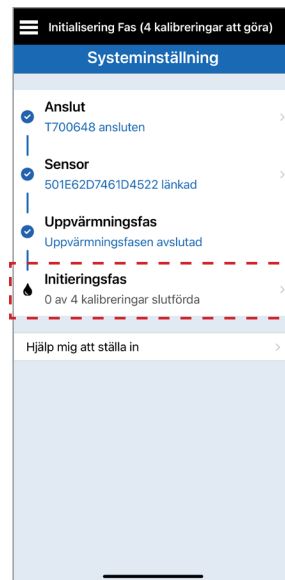 Initialisering Fas (4 kalibreringar att göra)
Systeminställning
Anslut
T700648 ansluten
Sensor
501E62D7461D4522 länkad
Uppvärmningsfas
Uppvärmningsfasen avslutad
Initieringsfas
0 av 4 kalibreringar slutförda
Hjälp mig att ställa in